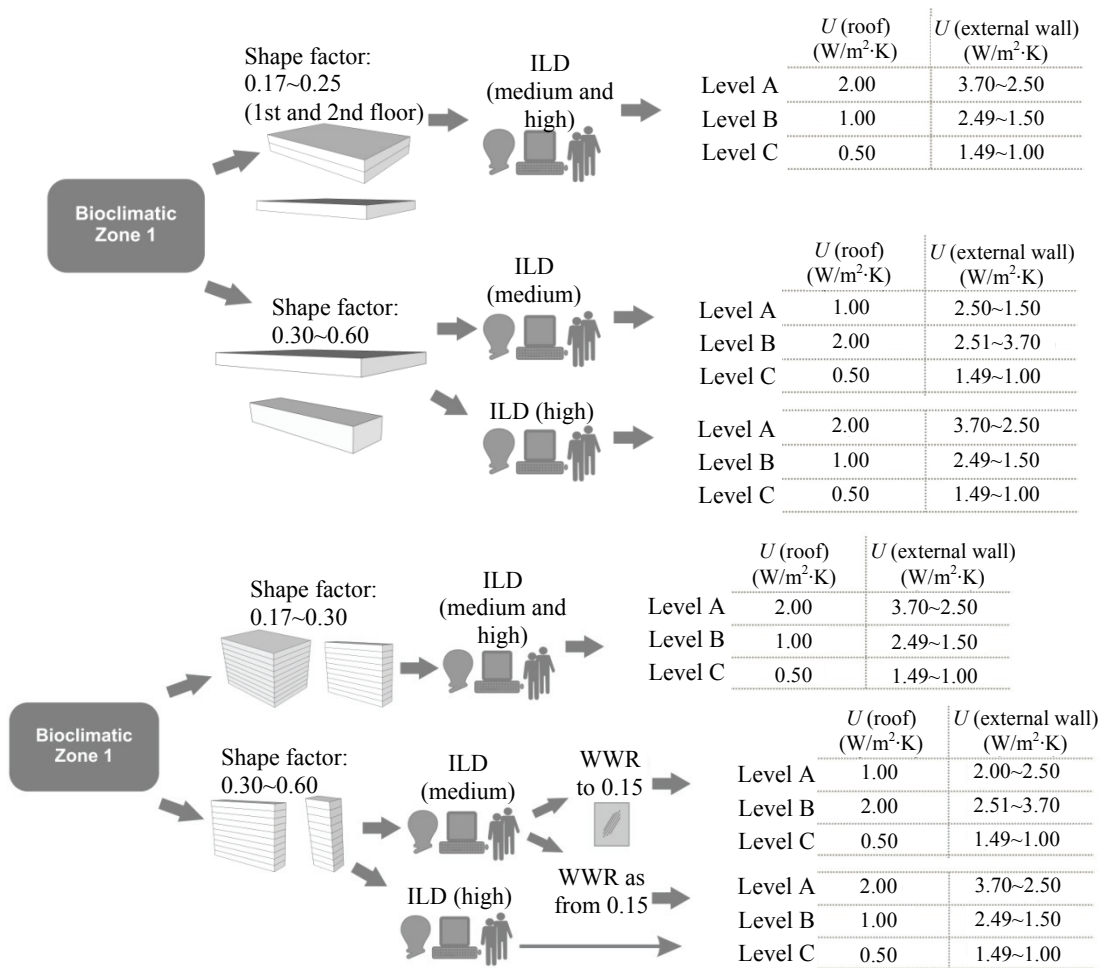 Shape factor:
0.17~0.25
(1st and 2nd floor)
ILD
(medium and
high)
U (roof)
(W/m²·K)
U (external wall)
(W/m²·K)
Level A 2.00 3.70~2.50
Level B 1.00 2.49~1.50
Level C 0.50 1.49~1.00
Bioclimatic
Zone 1
Shape factor:
0.30~0.60
ILD
(medium)
U (roof)
(W/m²·K)
U (external wall)
(W/m²·K)
Level A 1.00 2.50~1.50
Level B 2.00 2.51~3.70
Level C 0.50 1.49~1.00
ILD (high)
Level A 2.00 3.70~2.50
Level B 1.00 2.49~1.50
Level C 0.50 1.49~1.00
Shape factor:
0.17~0.30
ILD
(medium and
high)
U (roof)
(W/m²·K)
U (external wall)
(W/m²·K)
Level A 2.00 3.70~2.50
Level B 1.00 2.49~1.50
Level C 0.50 1.49~1.00
Bioclimatic
Zone 1
Shape factor:
0.30~0.60
ILD
(medium)
WWR
to 0.15
U (roof)
(W/m²·K)
U (external wall)
(W/m²·K)
Level A 1.00 2.00~2.50
Level B 2.00 2.51~3.70
Level C 0.50 1.49~1.00
ILD (high)
WWR as
from 0.15
Level A 2.00 3.70~2.50
Level B 1.00 2.49~1.50
Level C 0.50 1.49~1.00